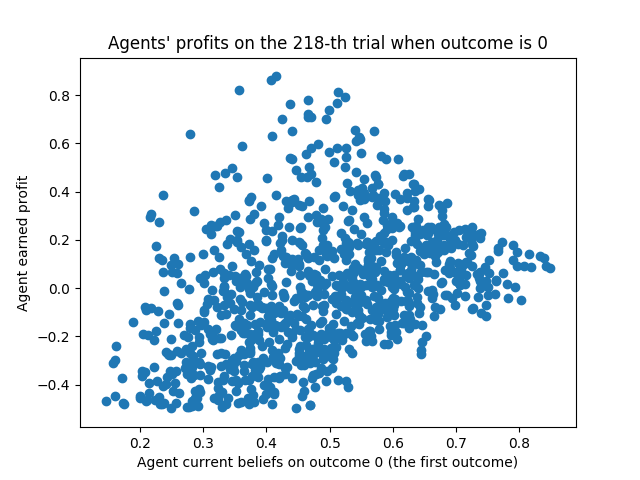 Agents' profits on the 218-th trial when outcome is 0
Agent earned profit
0.8
0.6
0.4
0.2
0.0
−0.2
−0.4
0.2 0.3 0.4 0.5 0.6 0.7 0.8
Agent current beliefs on outcome 0 (the first outcome)